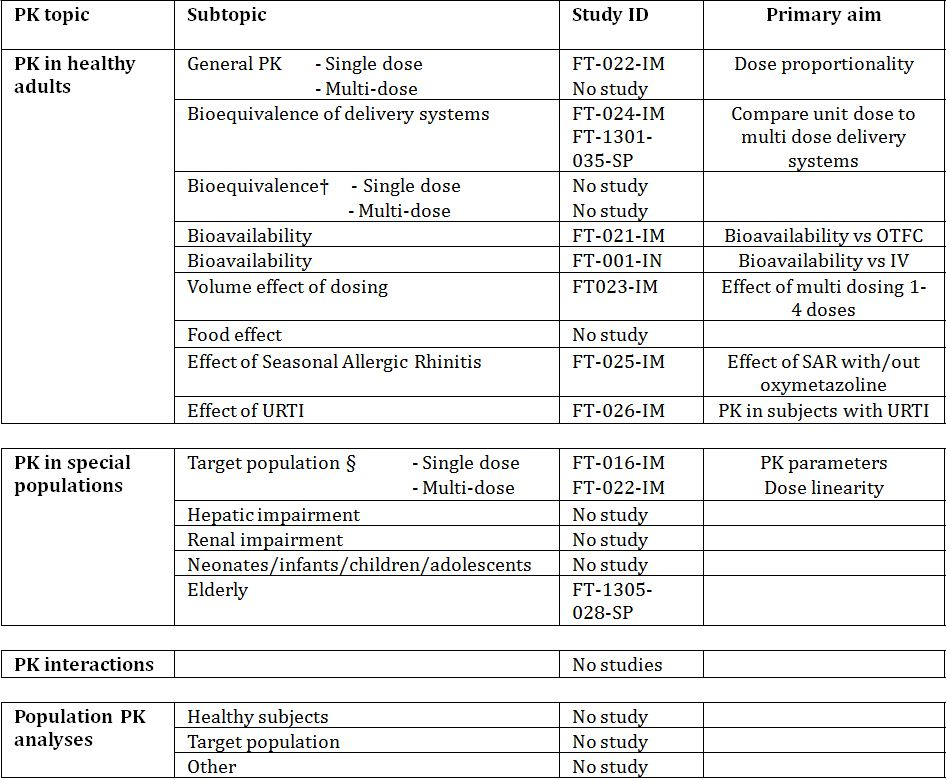 PK topic Subtopic Study ID Primary aim
PK in healthy adults General PK - Single dose FT-022-IM Dose proportionality
- Multi-dose No study
Bioequivalence of delivery systems FT-024-IM Compare unit dose to
FT-1301- multi dose delivery
035-SP systems
Bioequivalence† - Single dose No study
- Multi-dose No study
Bioavailability FT-021-IM Bioavailability vs OTFC
Bioavailability FT-001-IN Bioavailability vs IV
Volume effect of dosing FT023-IM Effect of multi dosing 1-
4 doses
Food effect No study
Effect of Seasonal Allergic Rhinitis FT-025-IM Effect of SAR with/out
oxymetazoline
Effect of URTI FT-026-IM PK in subjects with URTI
PK in special populations Target population § - Single dose FT-016-IM PK parameters
- Multi-dose FT-022-IM Dose linearity
Hepatic impairment No study
Renal impairment No study
Neonates/infants/children/adolescents No study
Elderly FT-1305-
028-SP
PK interactions No studies
Population PK analyses Healthy subjects No study
Target population No study
Other No study